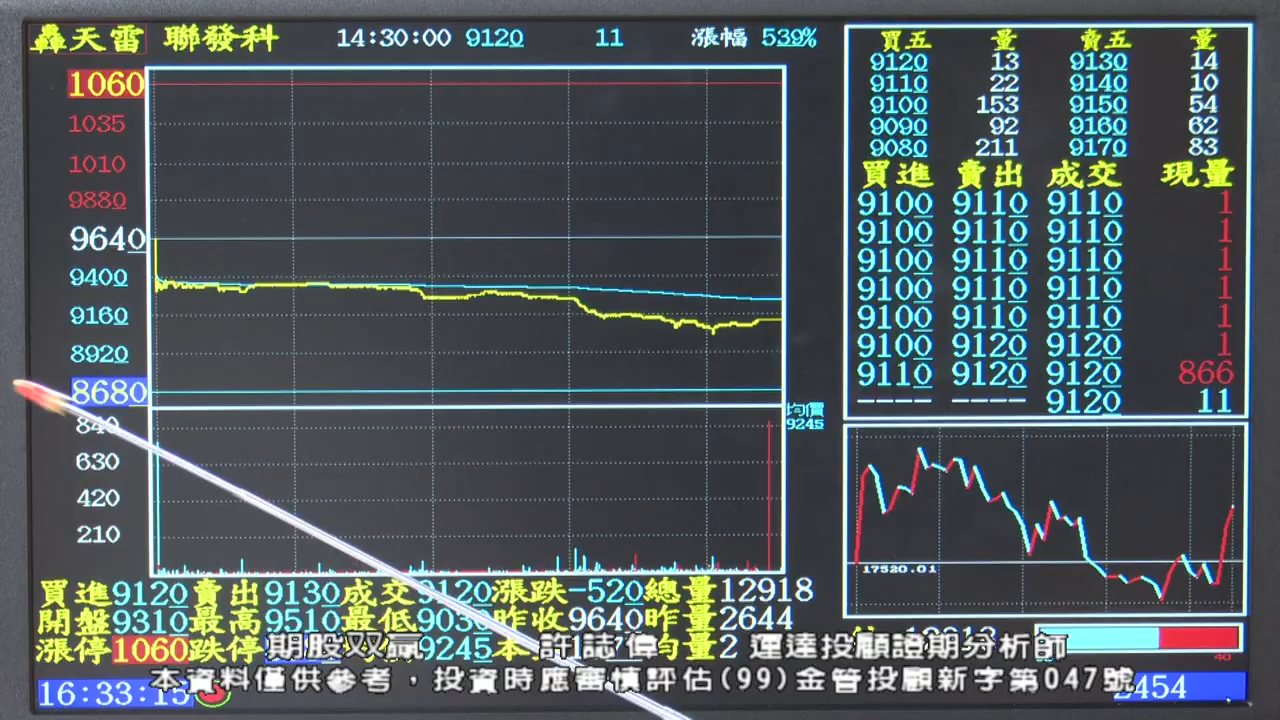 轟天雷 聯發科 14:30:00 9120 11 漲幅 539%
1060
1035
1010
9880
9640
9400
9160
8920
8680
840
630
420
210
均價
9245
買五 量 賣五 量
9120 13 9130 14
9110 22 9140 10
9100 153 9150 54
9090 92 9160 62
9080 211 9170 83
買進 賣出 成交 現量
9100 9110 9110 1
9100 9110 9110 1
9100 9110 9110 1
9100 9110 9110 1
9100 9110 9110 1
9100 9120 9120 1
9110 9120 9120 866
---- ---- 9120 11
17520.01
買進9120賣出9130成交9120漲跌-520總量12918
開盤9310最高9510最低903 昨收9640昨量2644
漲停1060跌停 9245 均量2
40
期股双贏 許誌偉 運達投顧證期分析師
16:33:15 2454
本資料僅供參考，投資時應審慎評估(99)金管投顧新字第047號